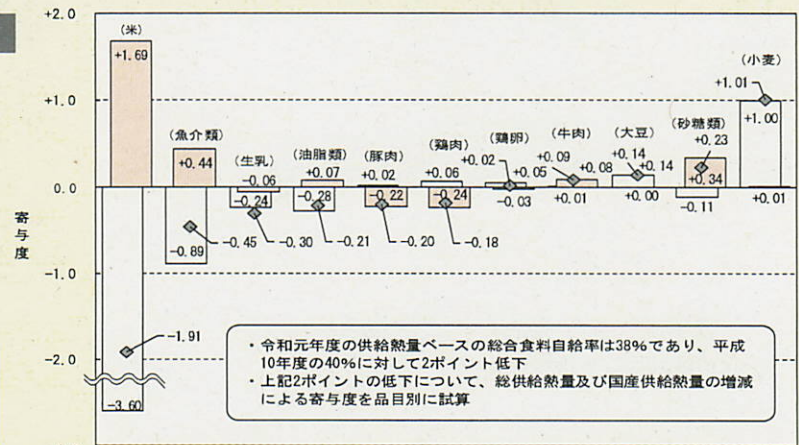 +2.0
(米)
+1.69
(小麦)
+1.01
+1.0
+1.00
(魚介類)
(生乳)
(油脂類)
(豚肉)
(鶏肉)
(鶏卵)
(牛肉)
(大豆)
(砂糖類)
+0.44
-0.06
+0.07
+0.02
+0.06
+0.02
+0.05
+0.09
+0.08
+0.14
+0.14
+0.23
+0.34
0.0
-0.24
-0.28
-0.22
-0.24
-0.03
+0.01
+0.00
-0.11
+0.01
寄与度
-0.89
-0.45
-0.30
-0.21
-0.20
-0.18
-1.0
-1.91
-2.0
-3.60
・令和元年度の供給熱量ベースの総合食料自給率は38%であり、平成
10年度の40%に対して2ポイント低下
・上記2ポイントの低下について、総供給熱量及び国産供給熱量の増減
による寄与度を品目別に試算